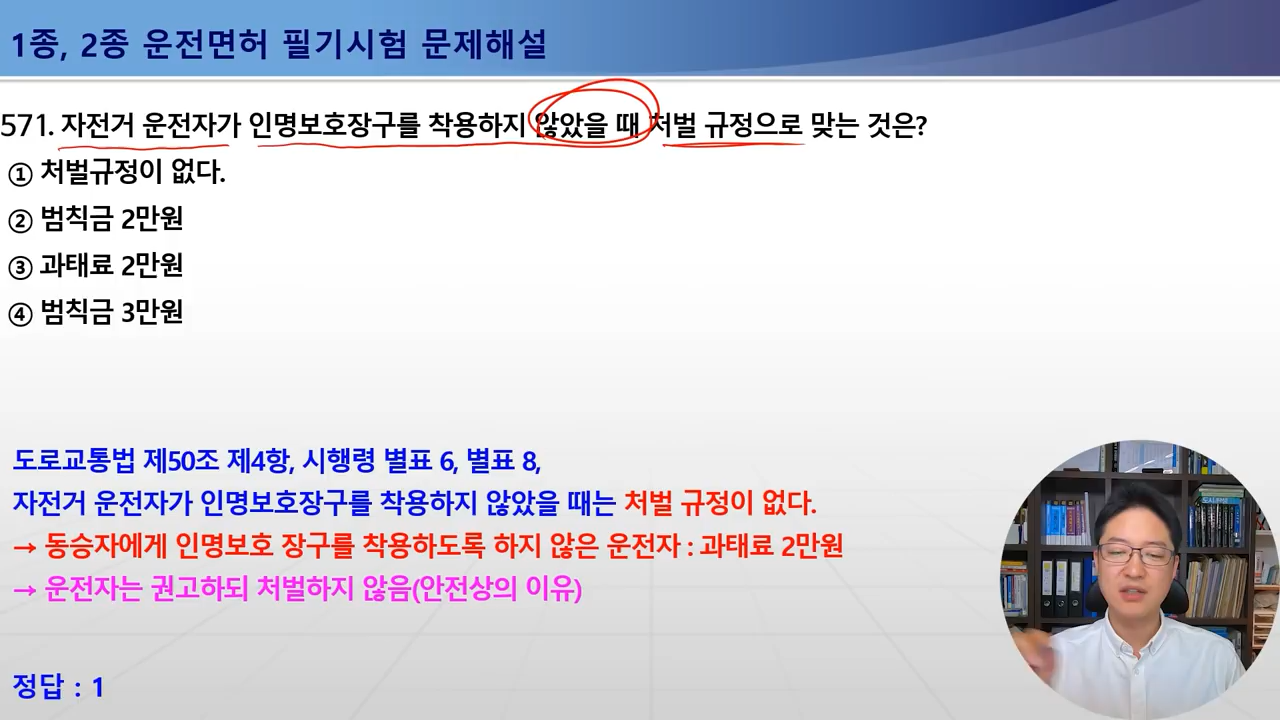 1종, 2종 운전면허 필기시험 문제해설
571. 자전거 운전자가 인명보호장구를 착용하지 않았을 때 처벌 규정으로 맞는 것은?
① 처벌규정이 없다.
② 범칙금 2만원
③ 과태료 2만원
④ 범칙금 3만원
도로교통법 제50조 제4항, 시행령 별표 6, 별표 8,
자전거 운전자가 인명보호장구를 착용하지 않았을 때는 처벌 규정이 없다.
→ 동승자에게 인명보호 장구를 착용하도록 하지 않은 운전자 : 과태료 2만원
→ 운전자는 권고하되 처벌하지 않음(안전상의 이유)
정답 : 1